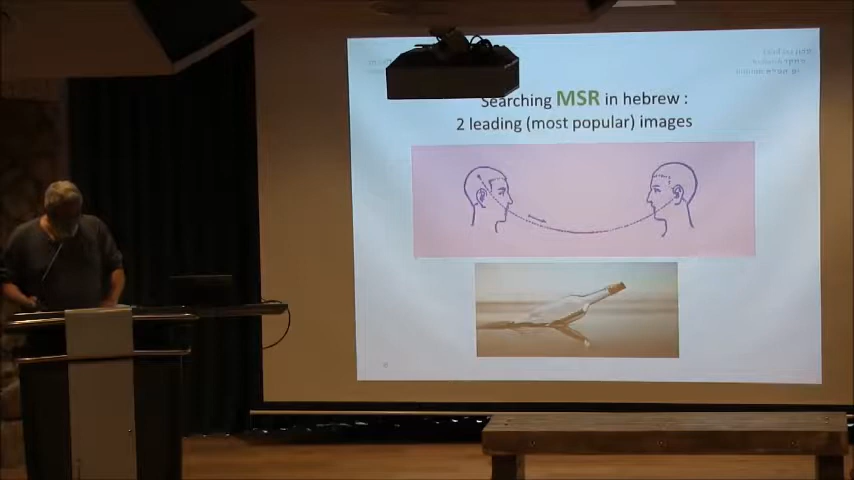 Searching MSR in hebrew :
2 leading (most popular) images